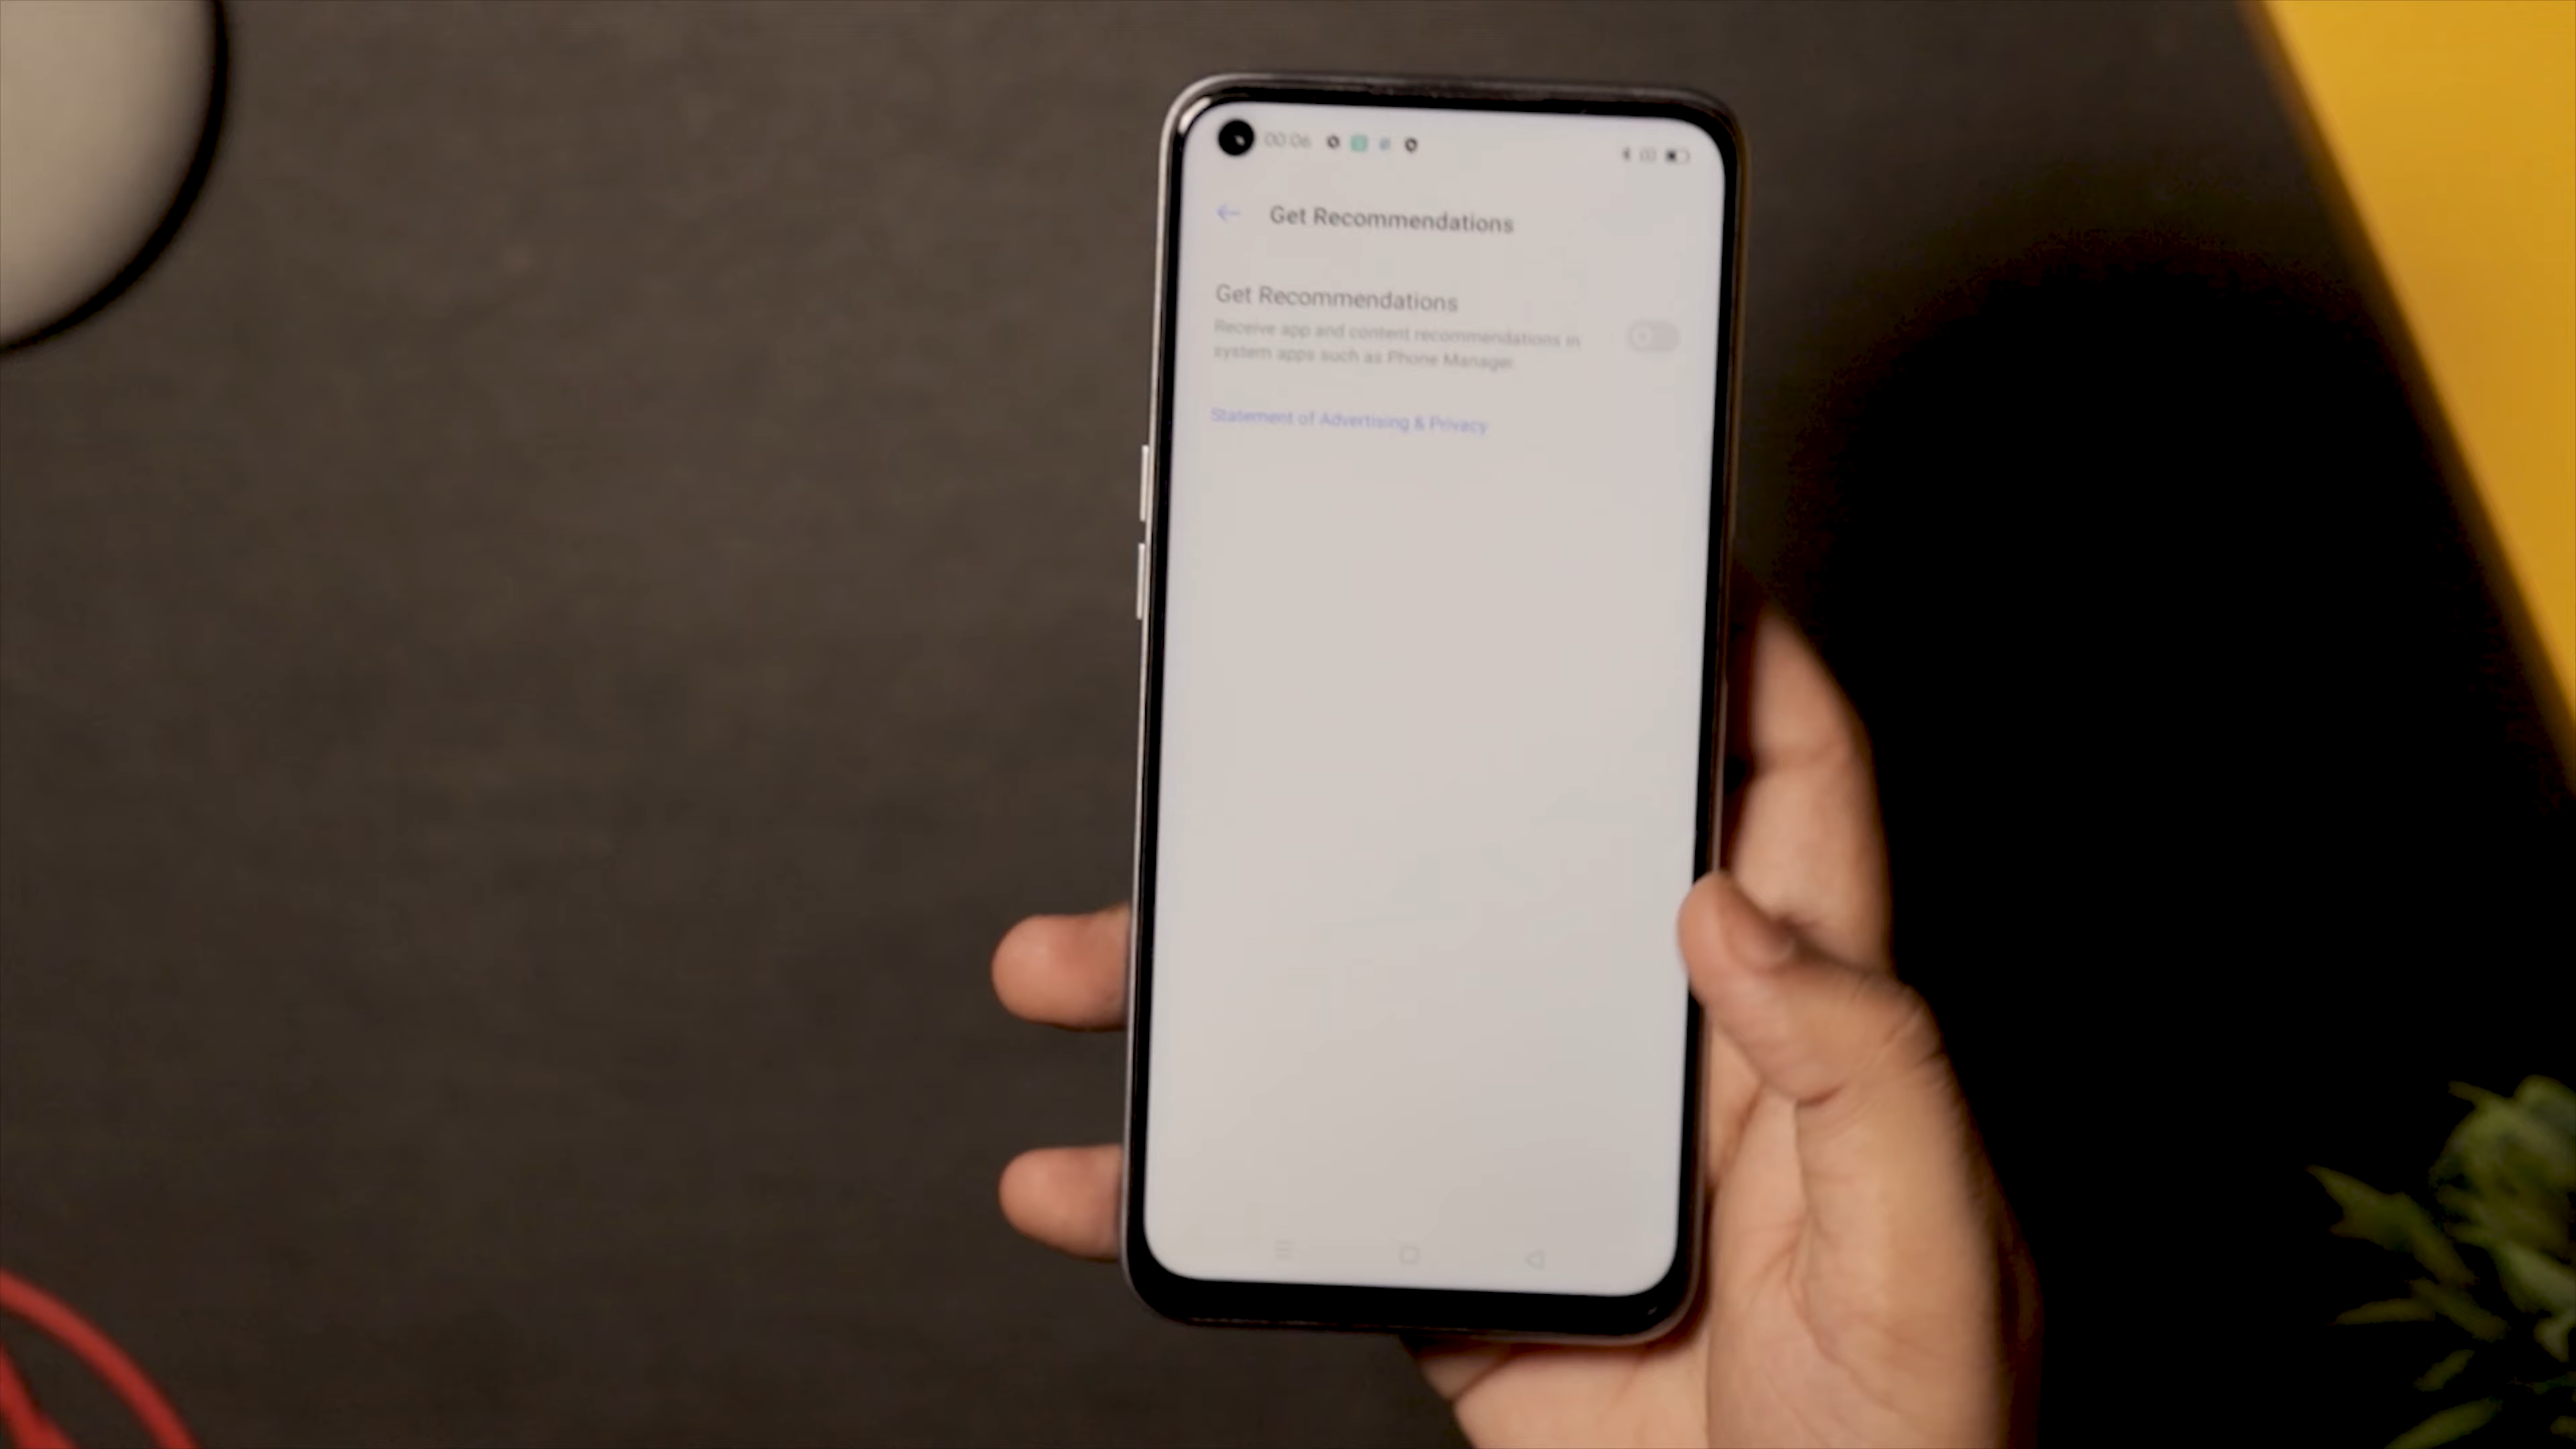 00:06
Get Recommendations
Get Recommendations
Receive app and content recommendations in
system apps such as Phone Manager.
Statement of Advertising & Privacy